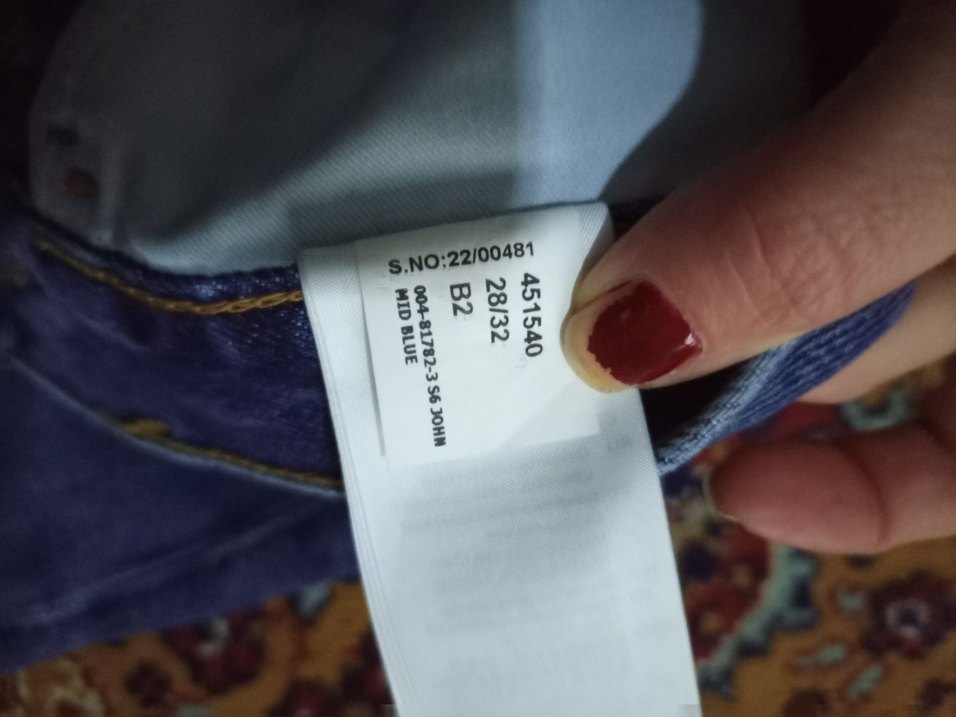 S.NO:22/00481
451540
28/32
B2
004-81782-3 S6 JOHN
MID BLUE